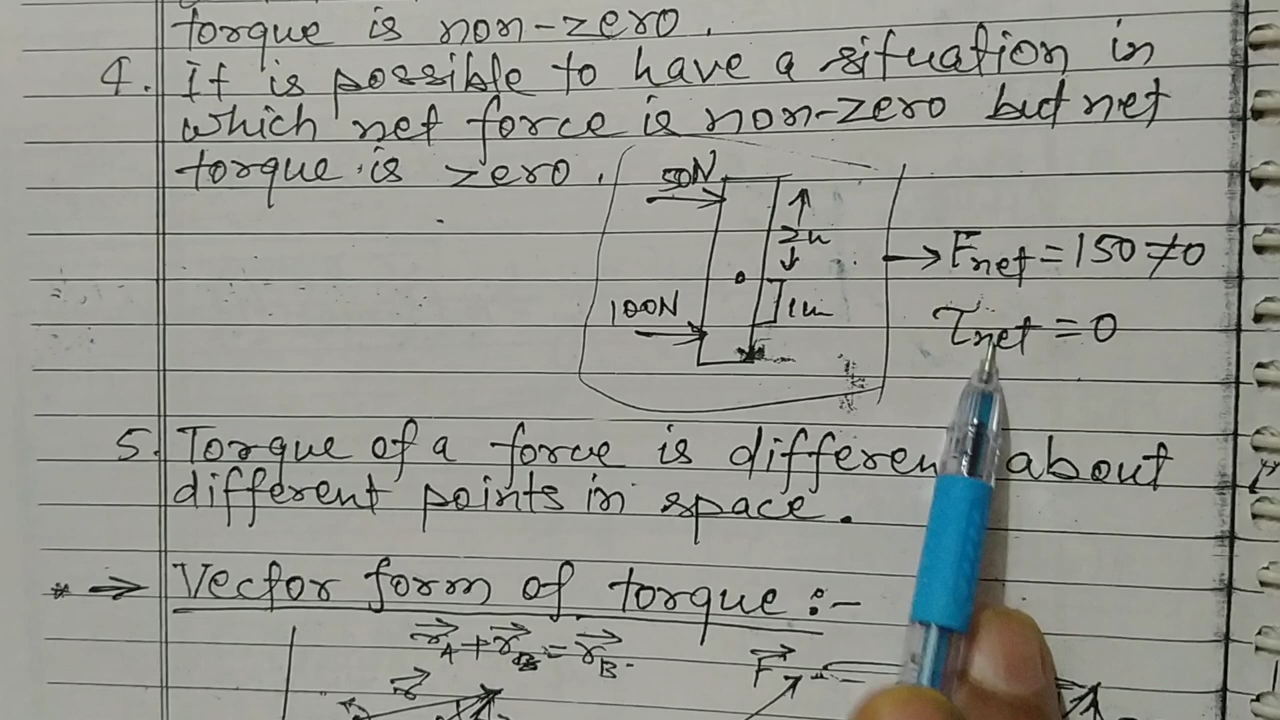 torque is non-zero.
4. It is possible to have a situation in
which net force is non-zero but net
torque is zero.
50N
2m
→ Fnet = 150 ≠ 0
100N
1m
τnet = 0
5. Torque of a force is different about
different points in space.
* ⇒ Vector form of torque :-
F⃗